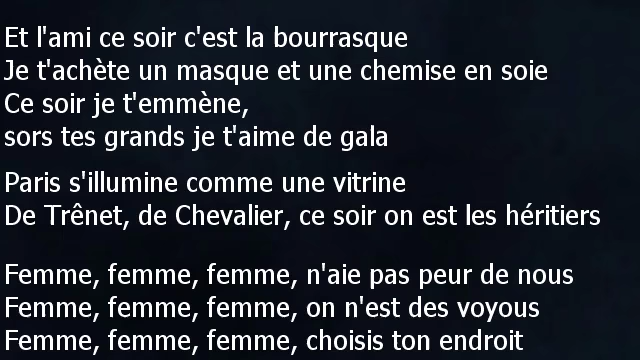 Et l'ami ce soir c'est la bourrasque
Je t'achète un masque et une chemise en soie
Ce soir je t'emmène,
sors tes grands je t'aime de gala
Paris s'illumine comme une vitrine
De Trênet, de Chevalier, ce soir on est les héritiers
Femme, femme, femme, n'aie pas peur de nous
Femme, femme, femme, on n'est des voyous
Femme, femme, femme, choisis ton endroit